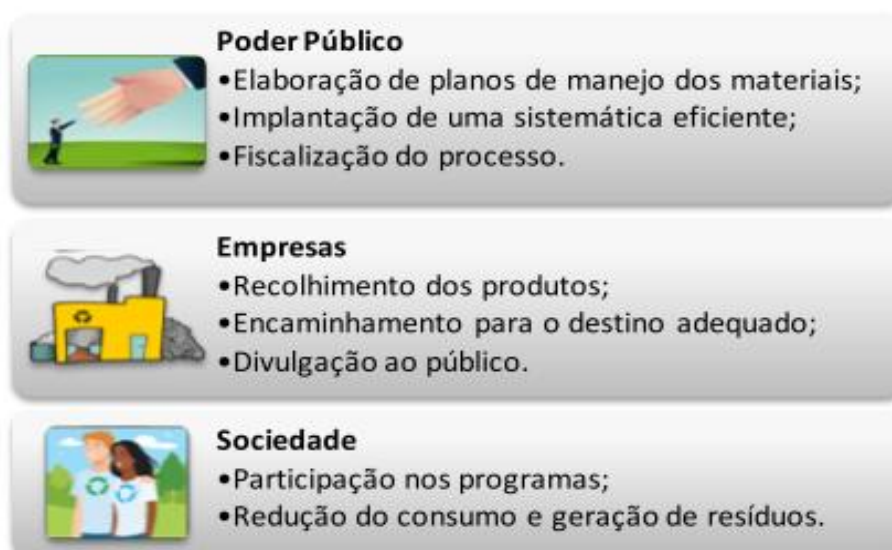 Poder Público
•Elaboração de planos de manejo dos materiais;
•Implantação de uma sistemática eficiente;
•Fiscalização do processo.
Empresas
•Recolhimento dos produtos;
•Encaminhamento para o destino adequado;
•Divulgação ao público.
Sociedade
•Participação nos programas;
•Redução do consumo e geração de resíduos.